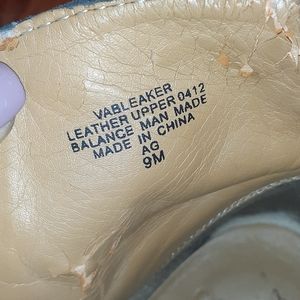 VABLEAKER
LEATHER UPPER 0412
BALANCE MAN MADE
MADE IN CHINA
AG
9M